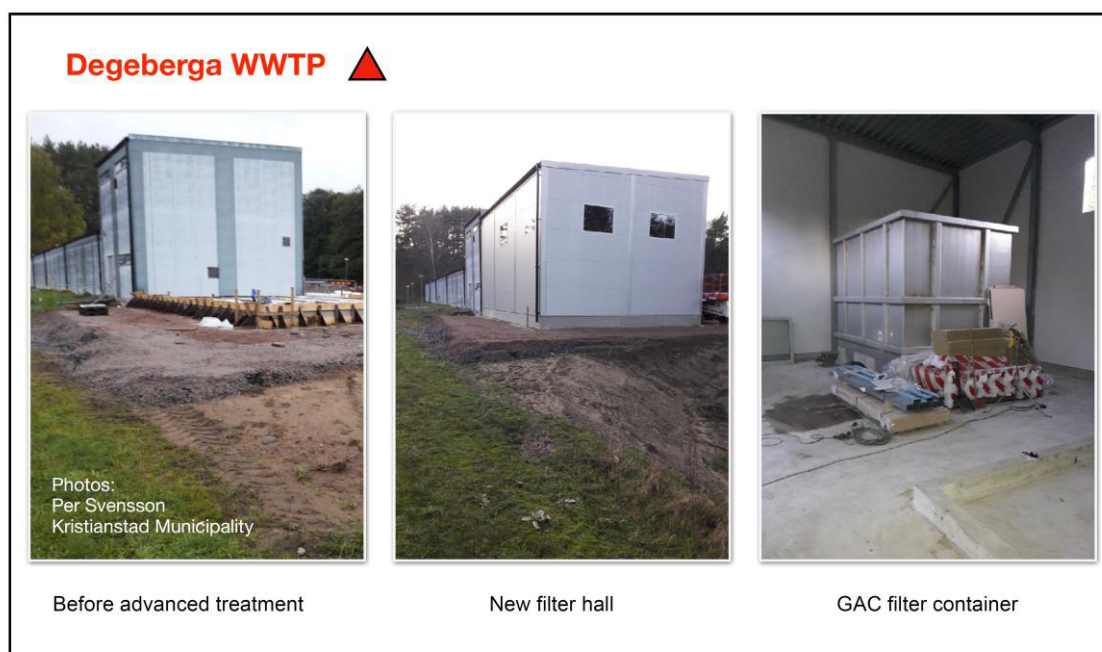 Degeberga WWTP
Photos:
Per Svensson
Kristianstad Municipality
Before advanced treatment
New filter hall
GAC filter container